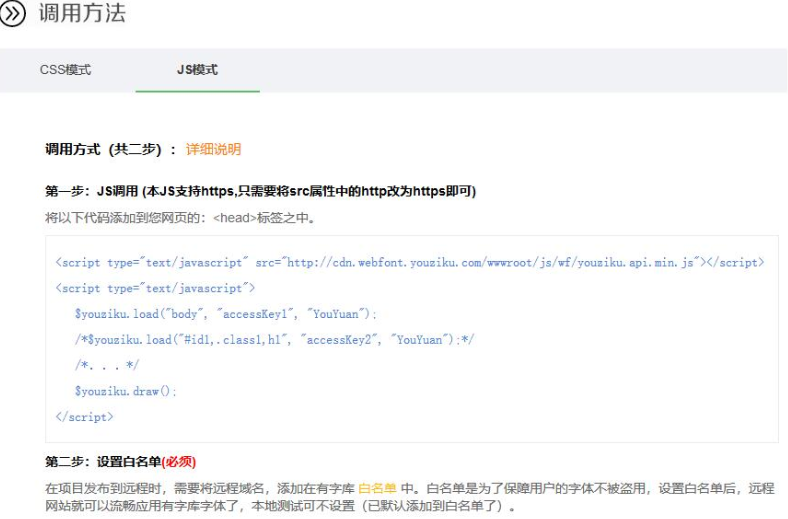 调用方法
CSS模式 JS模式
调用方式（共二步）：详细说明
第一步：JS调用 (本JS支持https,只需要将src属性中的http改为https即可)
将以下代码添加到您网页的：<head>标签之中。
<script type="text/javascript" src="http://cdn.webfont.youziku.com/wwwroot/js/wf/youziku.api.min.js"></script>
<script type="text/javascript">
$youziku.load("body", "accessKey1", "YouYuan");
/*$youziku.load("#id1,.class1,h1", "accessKey2", "YouYuan");*/
/*. . . */
$youziku.draw();
</script>
第二步：设置白名单(必须)
在项目发布到远程时，需要将远程域名，添加在有字库 白名单 中。白名单是为了保障用户的字体不被盗用，设置白名单后，远程
网站就可以流畅应用有字库字体了，本地测试可不设置（已默认添加到白名单了）。